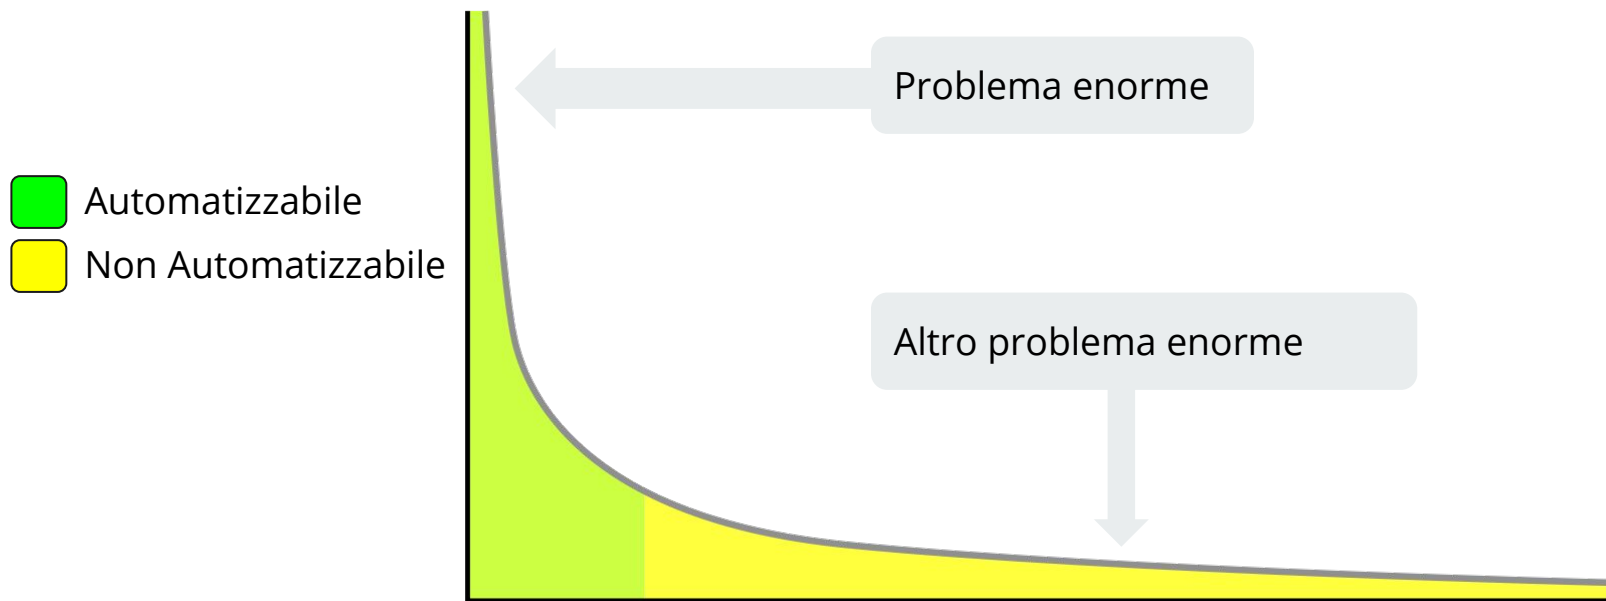 Problema enorme
Automatizzabile
Non Automatizzabile
Altro problema enorme